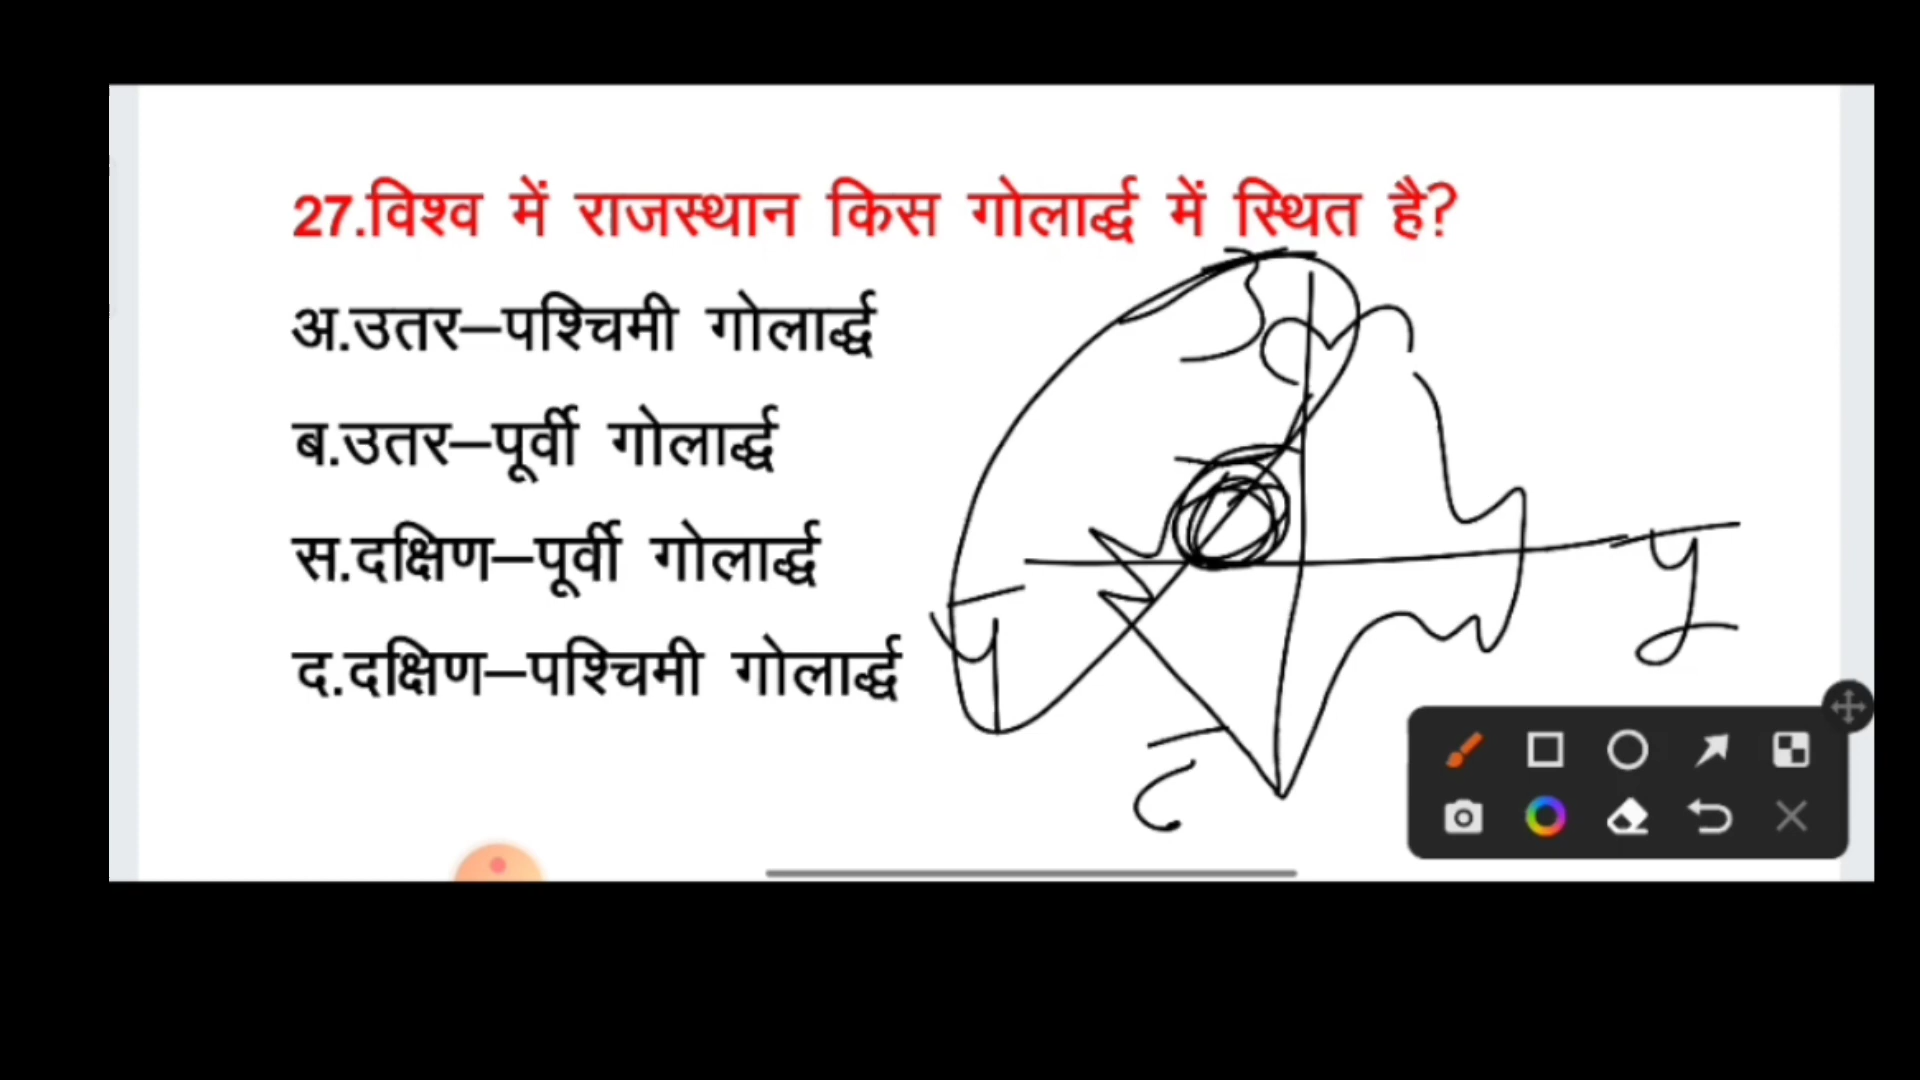 27.विश्व में राजस्थान किस गोलार्द्ध में स्थित है?
अ.उतर–पश्चिमी गोलार्द्ध
ब.उतर–पूर्वी गोलार्द्ध
स.दक्षिण–पूर्वी गोलार्द्ध
द.दक्षिण–पश्चिमी गोलार्द्ध